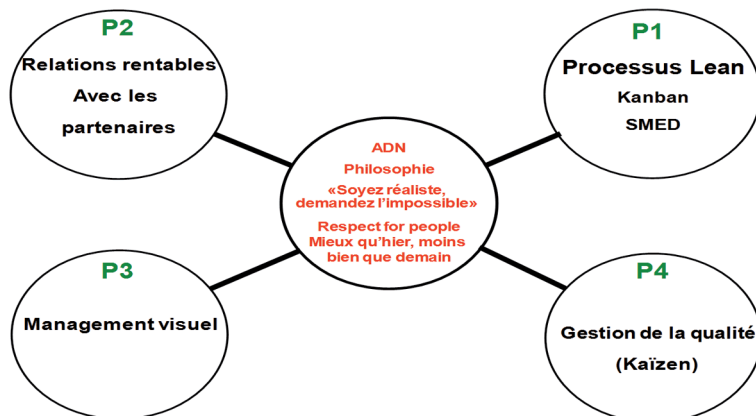 P2
Relations rentables
Avec les
partenaires
P1
Processus Lean
Kanban
SMED
ADN
Philosophie
«Soyez réaliste,
demandez l'impossible»
Respect for people
Mieux qu'hier, moins
bien que demain
P3
Management visuel
P4
Gestion de la qualité
(Kaïzen)